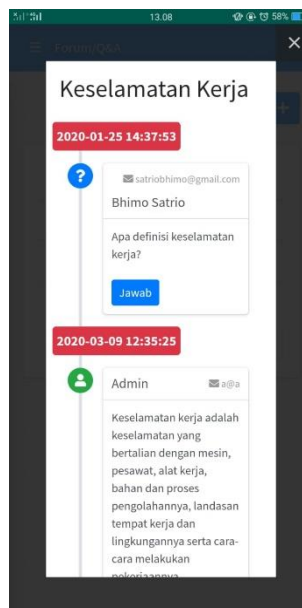 13.08
58%
Forum/Q&A
×
Keselamatan Kerja
2020-01-25 14:37:53
?
satriobhimo@gmail.com
Bhimo Satrio
Apa definisi keselamatan
kerja?
Jawab
2020-03-09 12:35:25
Admin a@a
Keselamatan kerja adalah
keselamatan yang
bertalian dengan mesin,
pesawat, alat kerja,
bahan dan proses
pengolahannya, landasan
tempat kerja dan
lingkungannya serta cara-
cara melakukan
pekerjaannya